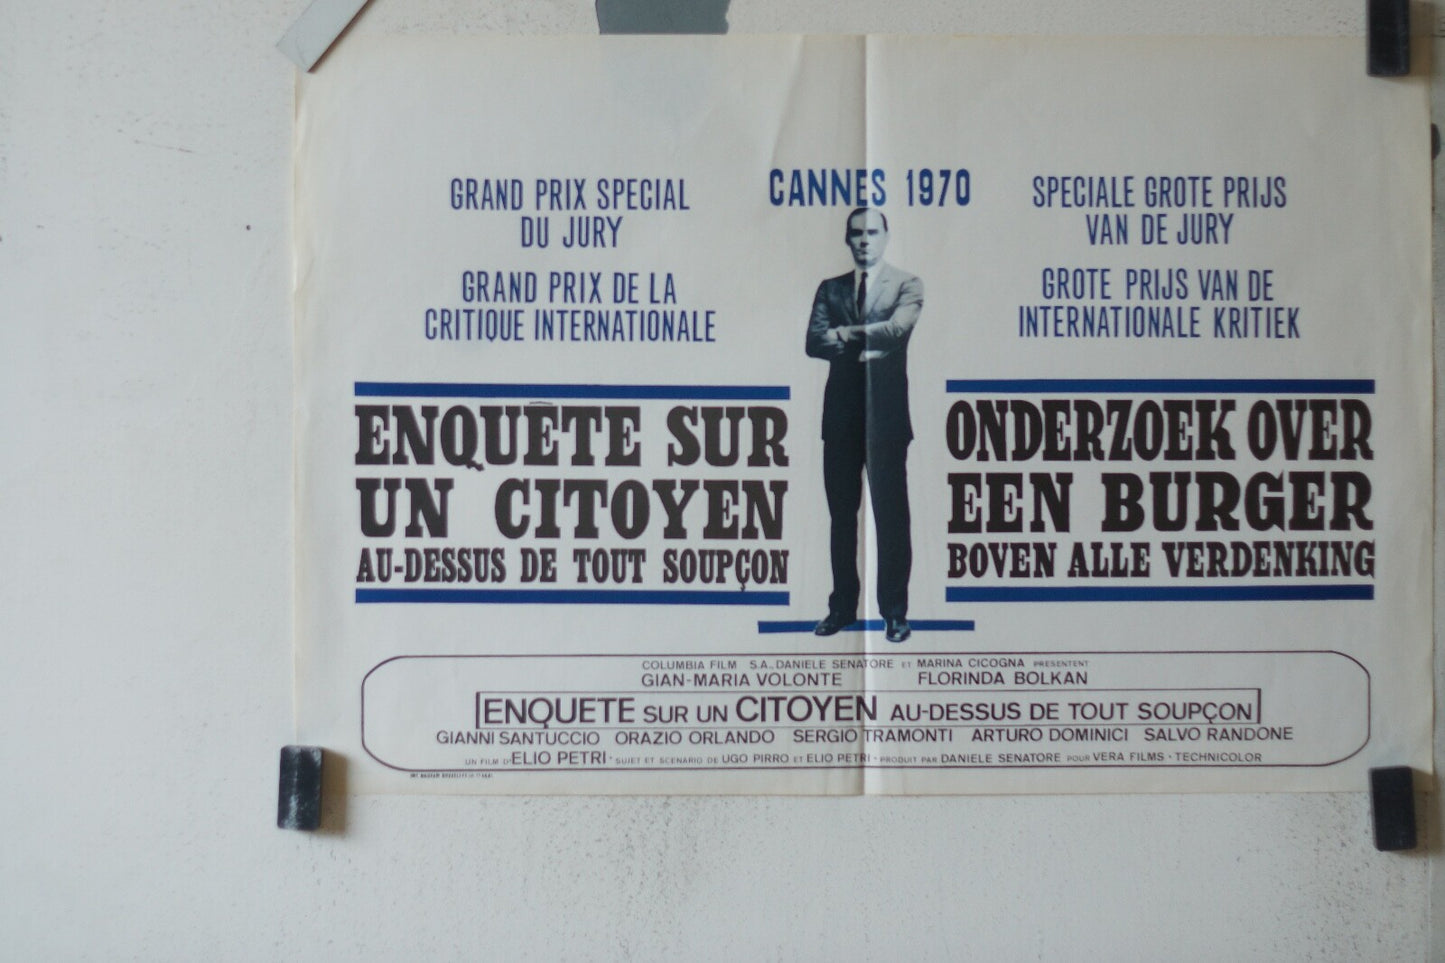 CANNES 1970
GRAND PRIX SPECIAL
DU JURY
GRAND PRIX DE LA
CRITIQUE INTERNATIONALE
SPECIALE GROTE PRIJS
VAN DE JURY
GROTE PRIJS VAN DE
INTERNATIONALE KRITIEK
ENQUÊTE SUR
UN CITOYEN
AU-DESSUS DE TOUT SOUPÇON
ONDERZOEK OVER
EEN BURGER
BOVEN ALLE VERDENKING
COLUMBIA FILM S.A., DANIELE SENATORE ET MARINA CICOGNA PRESENTENT
GIAN-MARIA VOLONTE FLORINDA BOLKAN
ENQUETE SUR UN CITOYEN AU-DESSUS DE TOUT SOUPÇON
GIANNI SANTUCCIO ORAZIO ORLANDO SERGIO TRAMONTI ARTURO DOMINICI SALVO RANDONE
UN FILM D'ELIO PETRI · SUJET ET SCENARIO DE UGO PIRRO ET ELIO PETRI · PRODUIT PAR DANIELE SENATORE POUR VERA FILMS · TECHNICOLOR